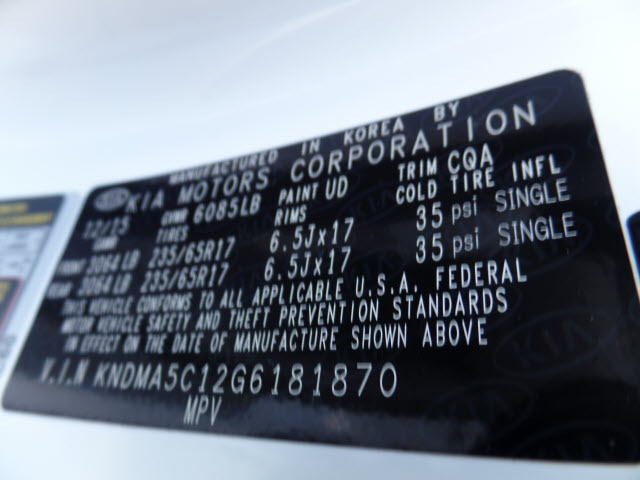 MANUFACTURED IN KOREA BY
KIA KIA MOTORS CORPORATION
12/15 GVWR 6085LB PAINT UD TRIM CQA
GAWR TIRES RIMS COLD TIRE INFL
FRONT 3064 LB 235/65R17 6.5Jx17 35 psi SINGLE
REAR 3064 LB 235/65R17 6.5Jx17 35 psi SINGLE
THIS VEHICLE CONFORMS TO ALL APPLICABLE U.S.A. FEDERAL
MOTOR VEHICLE SAFETY AND THEFT PREVENTION STANDARDS
IN EFFECT ON THE DATE OF MANUFACTURE SHOWN ABOVE
V.I.N KNDMA5C12G6181870
MPV